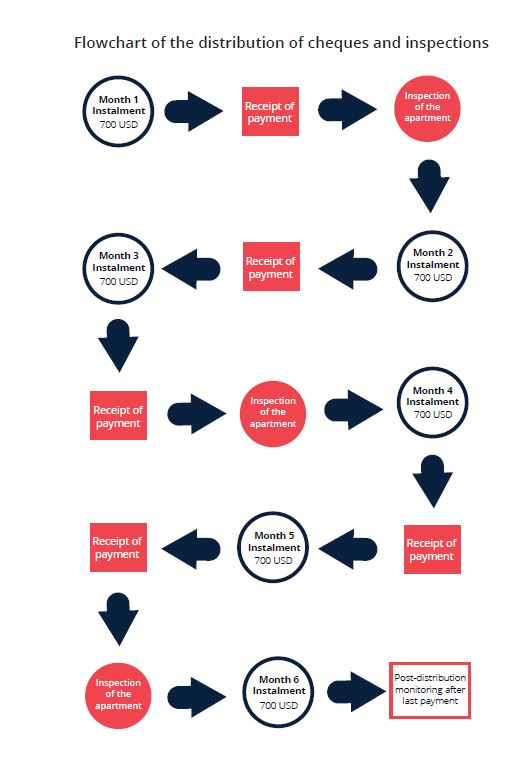 Flowchart of the distribution of cheques and inspections
Month 1
Instalment
700 USD
Receipt of
payment
Inspection
of the
apartment
Month 2
Instalment
700 USD
Receipt of
payment
Month 3
Instalment
700 USD
Receipt of
payment
Inspection
of the
apartment
Month 4
Instalment
700 USD
Receipt of
payment
Month 5
Instalment
700 USD
Receipt of
payment
Inspection
of the
apartment
Month 6
Instalment
700 USD
Post-distribution
monitoring after
last payment